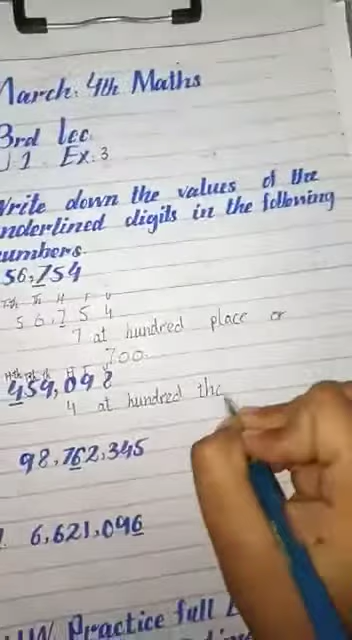 March. 4th Maths
3rd lec
U 1 Ex. 3
Write down the values of the
underlined digits in the following
numbers.
56,754
T-th Th H T U
5 6, 7 5 4
7 at hundred place or
700.
459,098
4 at hundred tho
98,762,345
6,621,096
Practice full